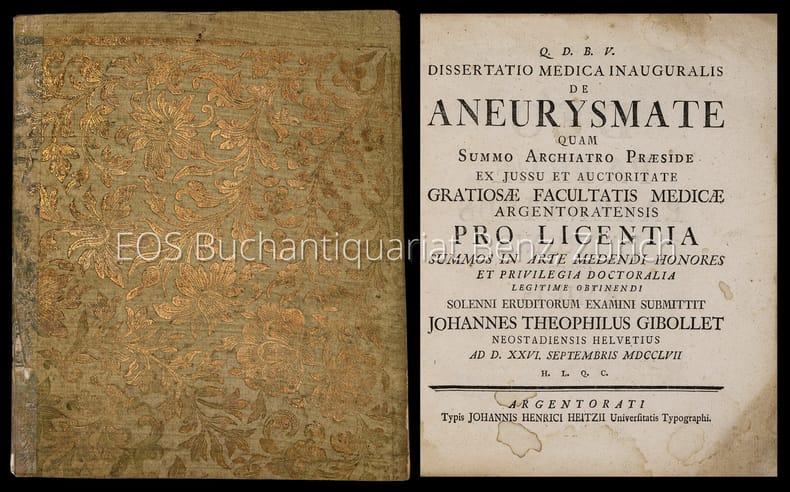 Q. D. B. V.
DISSERTATIO MEDICA INAUGURALIS
DE
ANEURYSMATE
QUAM
SUMMO ARCHIATRO PRÆSIDE
EX JUSSU ET AUCTORITATE
GRATIOSÆ FACULTATIS MEDICÆ
ARGENTORATENSIS
PRO LICENTIA
SUMMOS IN ARTE MEDENDI HONORES
ET PRIVILEGIA DOCTORALIA
LEGITIME OBTINENDI
SOLENNI ERUDITORUM EXAMINI SUBMITTIT
JOHANNES THEOPHILUS GIBOLLET
NEOSTADIENSIS HELVETIUS
AD D. XXVI. SEPTEMBRIS MDCCLVII
H. L. Q. C.
ARGENTORATI
Typis JOHANNIS HENRICI HEITZII Univerſitatis Typographi.
EOS Buchantiquariat Benz, Zürich